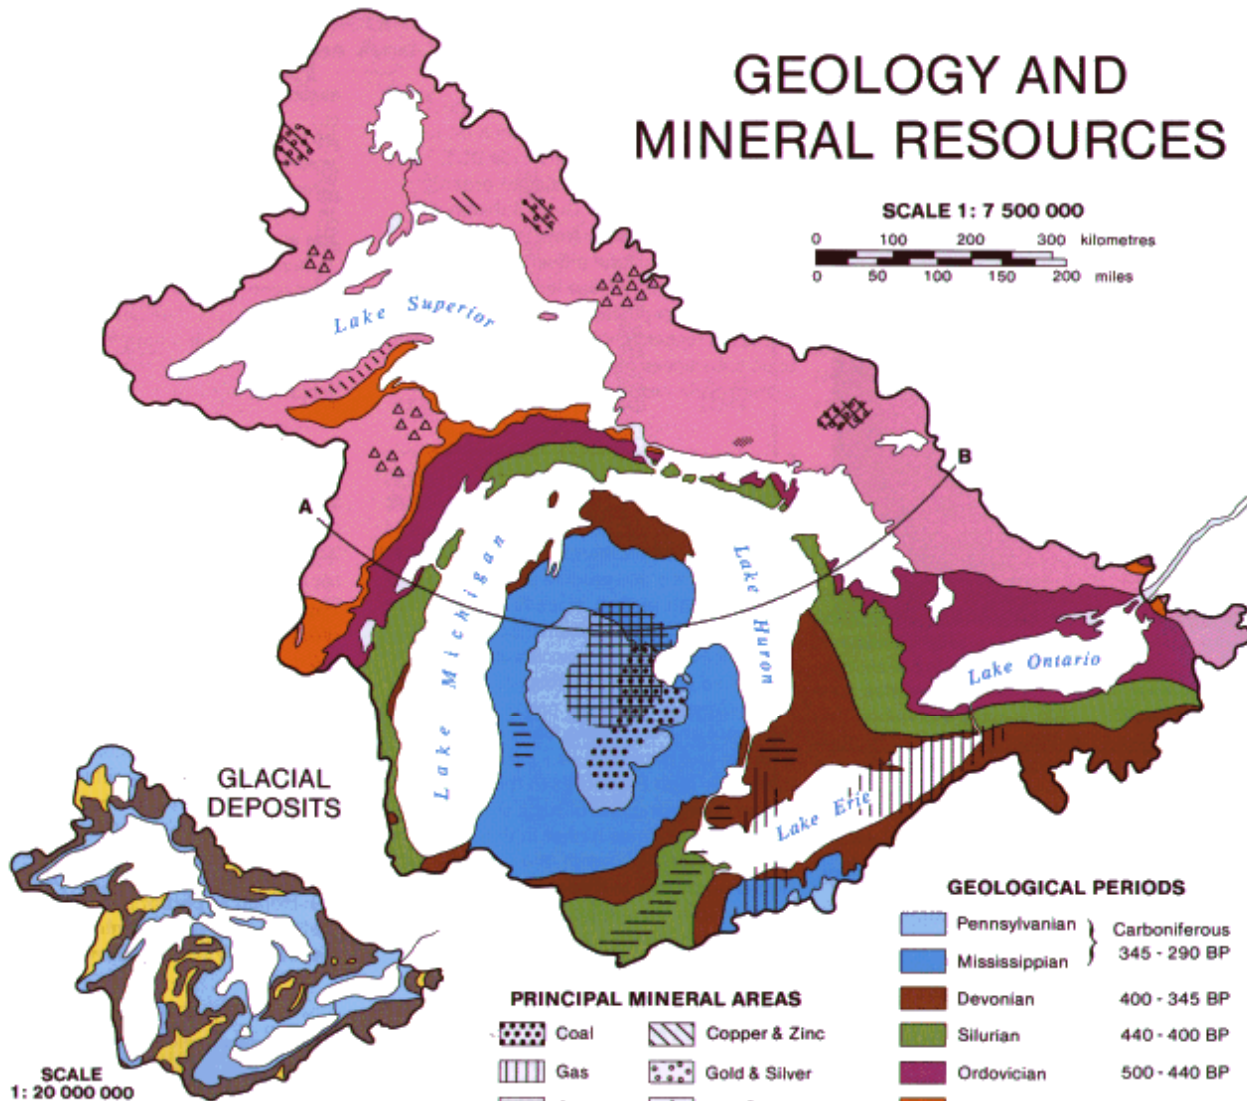 GEOLOGY AND
MINERAL RESOURCES
SCALE 1: 7 500 000
0 100 200 300 kilometres
0 50 100 150 200 miles
Lake Superior
B
A
Lake Michigan
Lake Huron
Lake Ontario
Lake Erie
GLACIAL
DEPOSITS
SCALE
1: 20 000 000
PRINCIPAL MINERAL AREAS
Coal
Copper & Zinc
Gas
Gold & Silver
GEOLOGICAL PERIODS
Pennsylvanian
Mississippian
Carboniferous
345 - 290 BP
Devonian 400 - 345 BP
Silurian 440 - 400 BP
Ordovician 500 - 440 BP